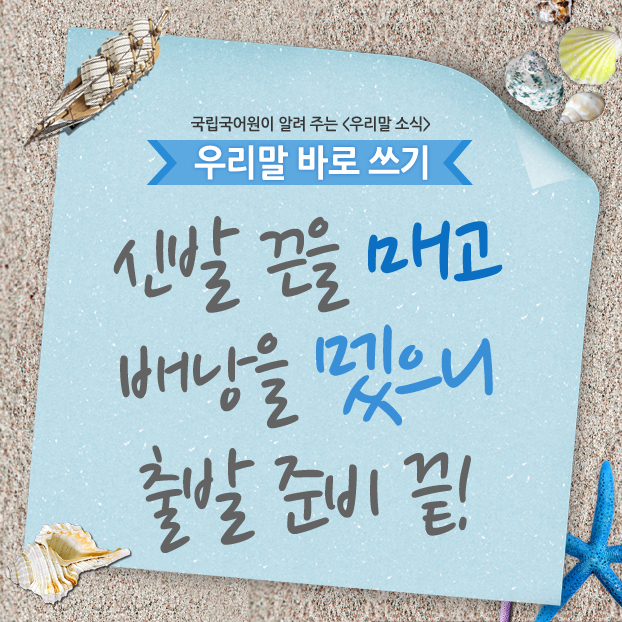 국립국어원이 알려 주는 <우리말 소식>
우리말 바로 쓰기
신발 끈을 매고
배낭을 멨으니
출발 준비 끝!